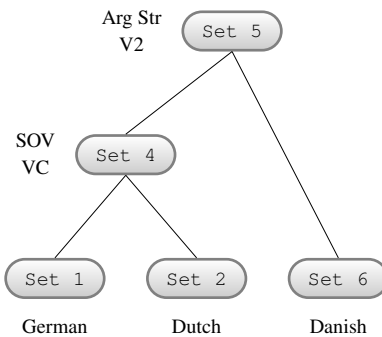 Arg Str
V2
Set 5
SOV
VC
Set 4
Set 1
Set 2
Set 6
German
Dutch
Danish